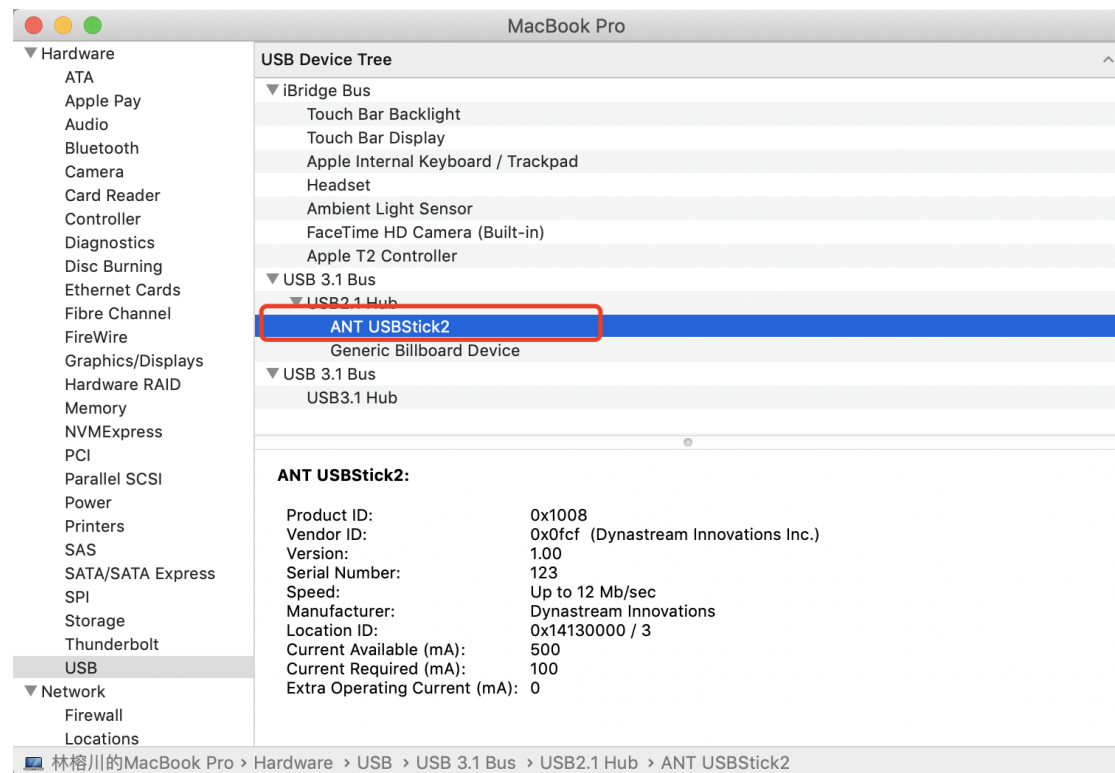 MacBook Pro
Hardware
ATA
Apple Pay
Audio
Bluetooth
Camera
Card Reader
Controller
Diagnostics
Disc Burning
Ethernet Cards
Fibre Channel
FireWire
Graphics/Displays
Hardware RAID
Memory
NVMExpress
PCI
Parallel SCSI
Power
Printers
SAS
SATA/SATA Express
SPI
Storage
Thunderbolt
USB
Network
Firewall
Locations
USB Device Tree
iBridge Bus
Touch Bar Backlight
Touch Bar Display
Apple Internal Keyboard / Trackpad
Headset
Ambient Light Sensor
FaceTime HD Camera (Built-in)
Apple T2 Controller
USB 3.1 Bus
USB2.1 Hub
ANT USBStick2
Generic Billboard Device
USB 3.1 Bus
USB3.1 Hub
ANT USBStick2:
Product ID: 0x1008
Vendor ID: 0x0fcf (Dynastream Innovations Inc.)
Version: 1.00
Serial Number: 123
Speed: Up to 12 Mb/sec
Manufacturer: Dynastream Innovations
Location ID: 0x14130000 / 3
Current Available (mA): 500
Current Required (mA): 100
Extra Operating Current (mA): 0
林榕川的MacBook Pro › Hardware › USB › USB 3.1 Bus › USB2.1 Hub › ANT USBStick2